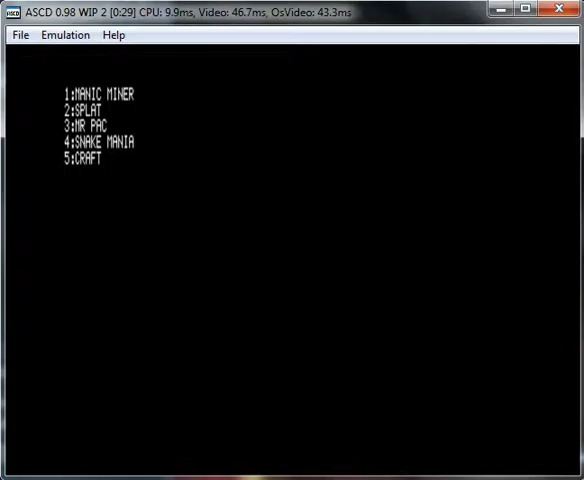 ASCD 0.98 WIP 2 [0:29] CPU: 9.9ms, Video: 46.7ms, OsVideo: 43.3ms
File Emulation Help
1:MANIC MINER
2:SPLAT
3:MR PAC
4:SNAKE MANIA
5:CRAFT